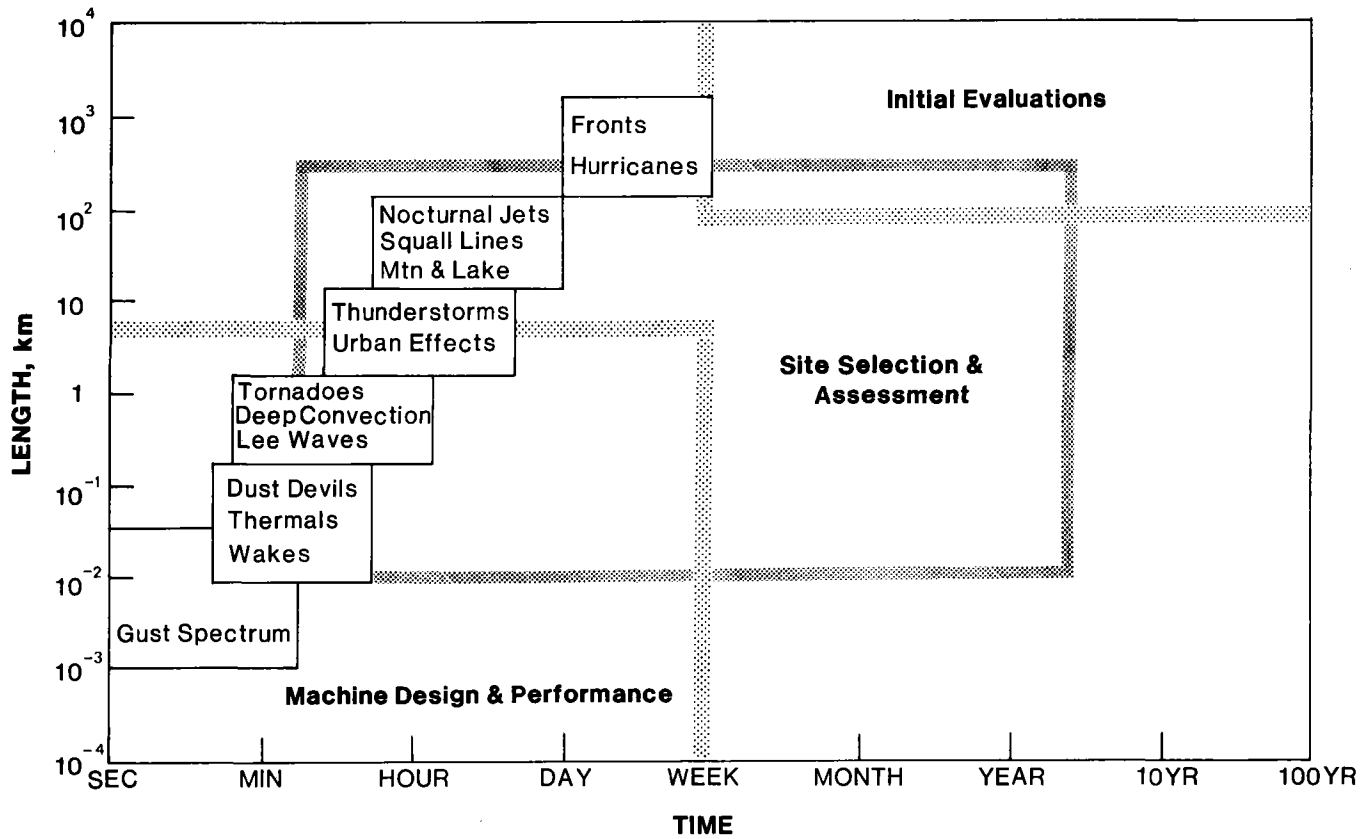 10⁴
10³
10²
10
1
10⁻¹
10⁻²
10⁻³
10⁻⁴
LENGTH, km
Initial Evaluations
Fronts
Hurricanes
Nocturnal Jets
Squall Lines
Mtn & Lake
Thunderstorms
Urban Effects
Site Selection &
Assessment
Tornadoes
Deep Convection
Lee Waves
Dust Devils
Thermals
Wakes
Gust Spectrum
Machine Design & Performance
SEC MIN HOUR DAY WEEK MONTH YEAR 10YR 100YR
TIME